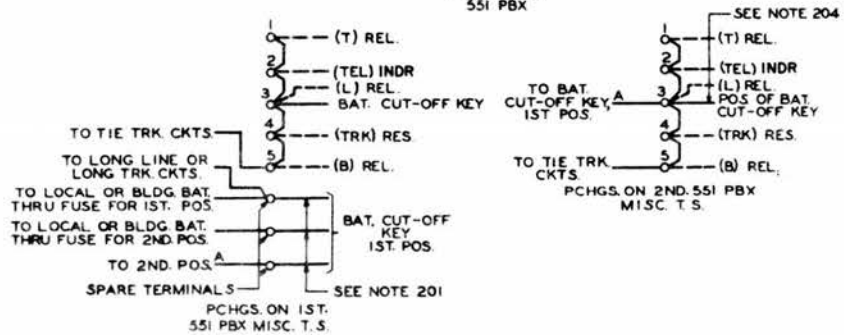 551 PBX
1
(T) REL.
2
(TEL) INDR
(L) REL.
3
BAT. CUT-OFF KEY
4
(TRK) RES.
TO TIE TRK. CKTS.
5
(B) REL.
TO LONG LINE OR
LONG TRK. CKTS.
TO LOCAL OR BLDG. BAT.
THRU FUSE FOR 1ST. POS.
TO LOCAL OR BLDG. BAT.
THRU FUSE FOR 2ND. POS.
TO 2ND. POS. A
BAT. CUT-OFF
KEY
1ST. POS.
SPARE TERMINALS
SEE NOTE 201
PCHGS. ON 1ST.
551 PBX MISC. T. S.
SEE NOTE 204
1
(T) REL.
2
(TEL) INDR
(L) REL.
TO BAT.
CUT-OFF KEY, A
1ST. POS.
3
POS OF BAT.
CUT-OFF KEY
4
(TRK) RES.
TO TIE TRK.
CKTS.
5
(B) REL.
PCHGS. ON 2ND. 551 PBX
MISC. T. S.